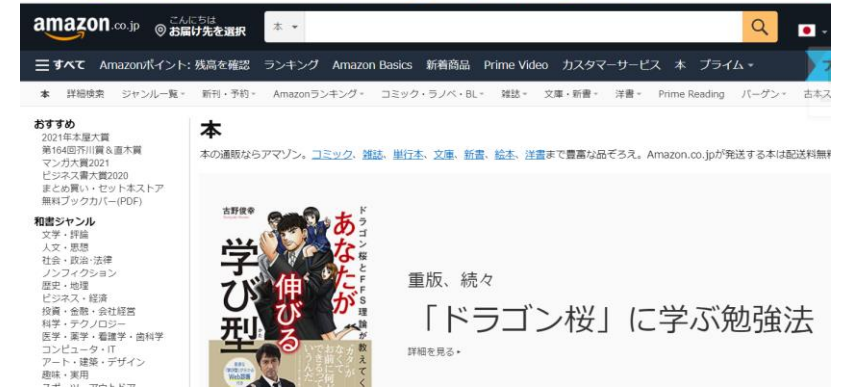 amazon.co.jp
こんにちは
お届け先を選択
本
すべて Amazonポイント: 残高を確認 ランキング Amazon Basics 新着商品 Prime Video カスタマーサービス 本 プライム
本 詳細検索 ジャンル一覧 新刊・予約 Amazonランキング コミック・ラノベ・BL 雑誌 文庫・新書 洋書 Prime Reading バーゲン 古本ス
おすすめ
2021年本屋大賞
第164回芥川賞&直木賞
マンガ大賞2021
ビジネス書大賞2020
まとめ買い・セット本ストア
無料ブックカバー(PDF)
和書ジャンル
文学・評論
人文・思想
社会・政治・法律
ノンフィクション
歴史・地理
ビジネス・経済
投資・金融・会社経営
科学・テクノロジー
医学・薬学・看護学・歯科学
コンピュータ・IT
アート・建築・デザイン
趣味・実用
スポーツ・アウトドア
本
本の通販ならアマゾン。コミック、雑誌、単行本、文庫、新書、絵本、洋書まで豊富な品ぞろえ。Amazon.co.jpが発送する本は配送料無料
古野俊幸
ドラゴン桜とFFS理論が教えてく
あなたが
伸びる
学び型
重版、続々
「ドラゴン桜」に学ぶ勉強法
詳細を見る